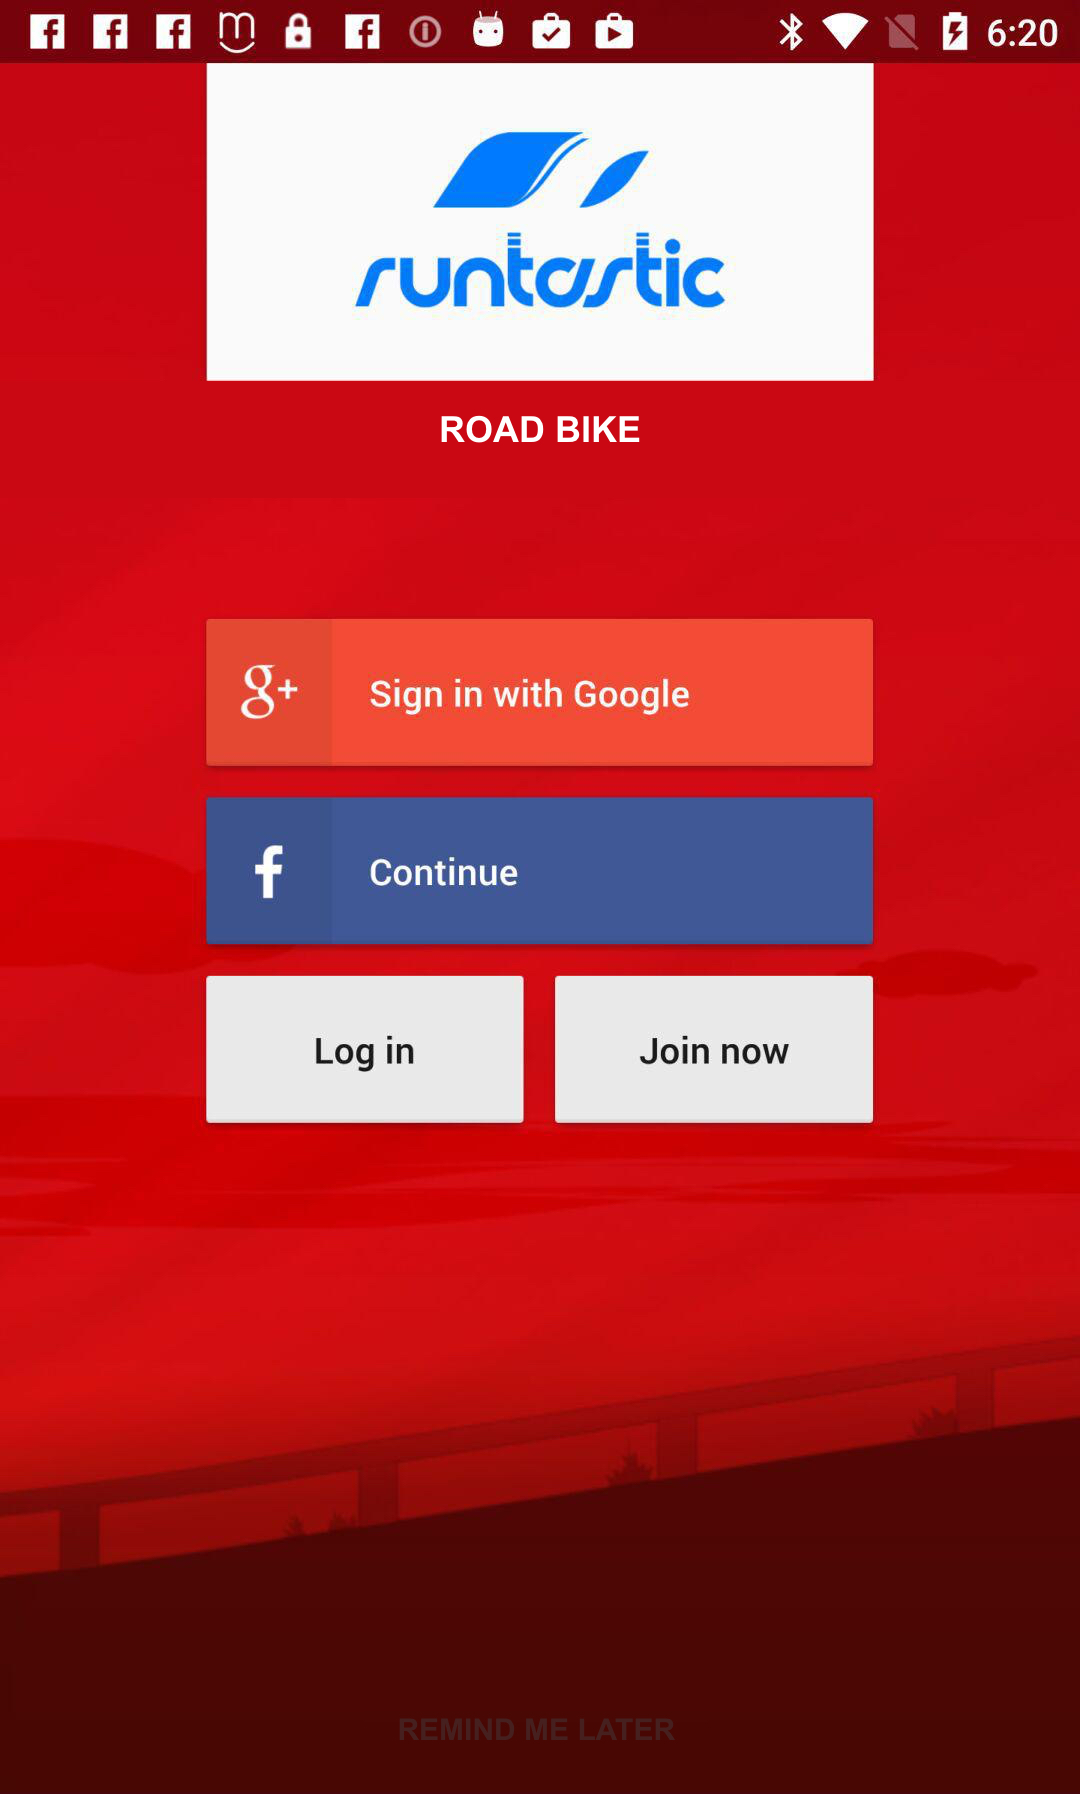 6:20
runtastic
ROAD BIKE
g+ Sign in with Google
f Continue
Log in Join now
REMIND ME LATER